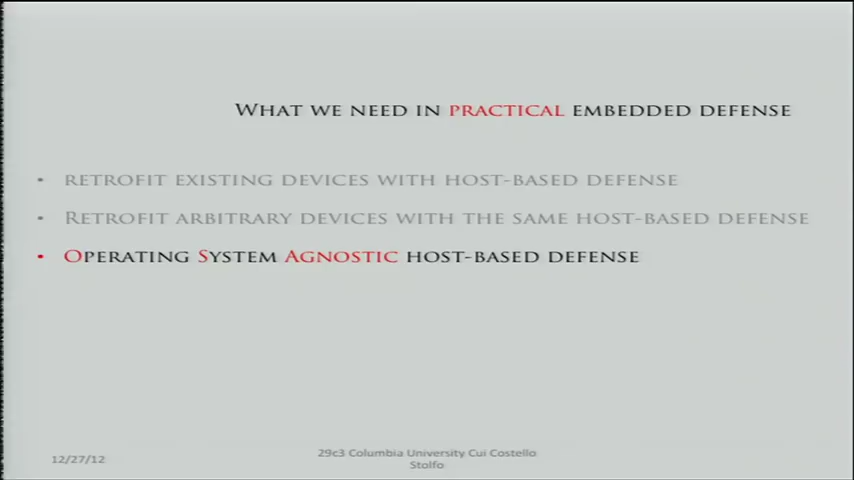 What we need in practical embedded defense
• retrofit existing devices with host-based defense
• Retrofit arbitrary devices with the same host-based defense
• Operating System Agnostic host-based defense
12/27/12
29c3 Columbia University Cui Costello
Stolfo